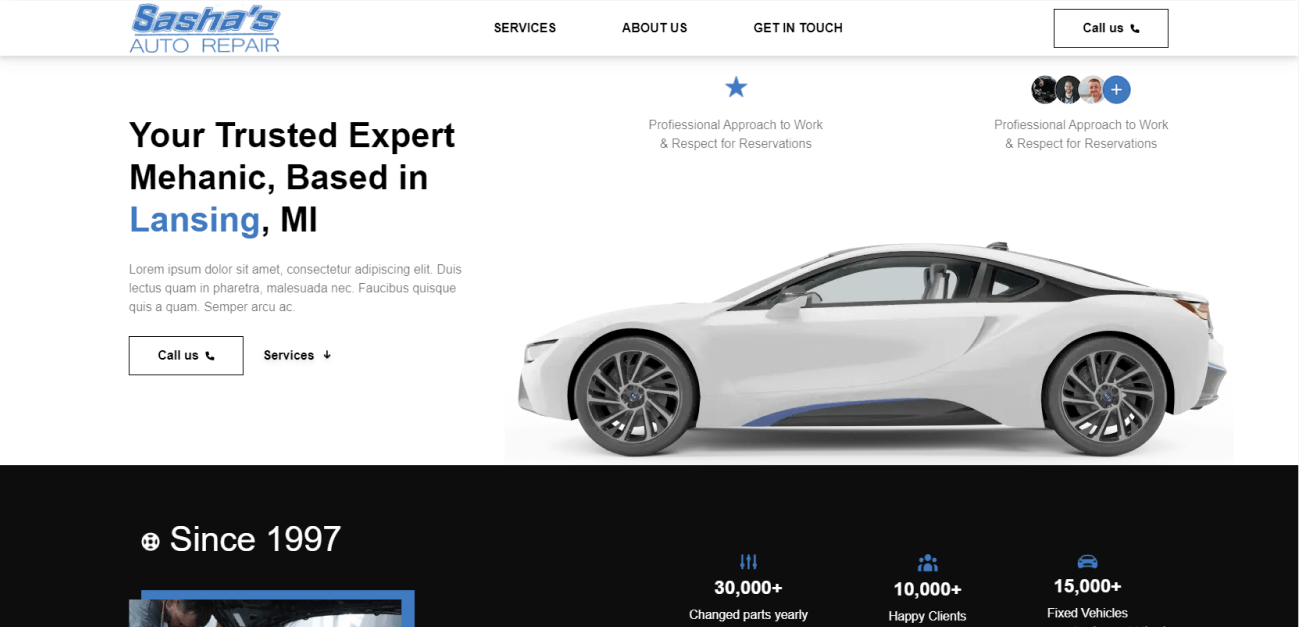 Sasha's
AUTO REPAIR
SERVICES
ABOUT US
GET IN TOUCH
Call us
Your Trusted Expert
Mehanic, Based in
Lansing, MI
Lorem ipsum dolor sit amet, consectetur adipiscing elit. Duis
lectus quam in pharetra, malesuada nec. Faucibus quisque
quis a quam. Semper arcu ac.
Call us
Services
Profiessional Approach to Work
& Respect for Reservations
Profiessional Approach to Work
& Respect for Reservations
Since 1997
30,000+
Changed parts yearly
10,000+
Happy Clients
15,000+
Fixed Vehicles